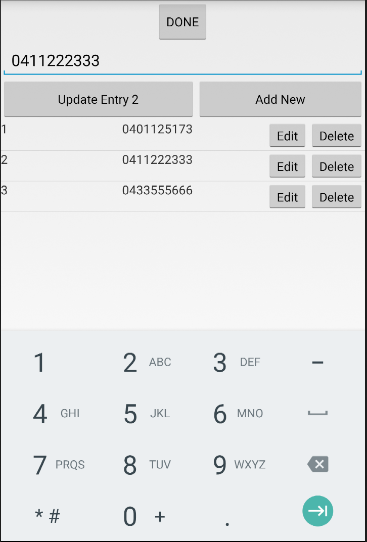 DONE
0411222333
Update Entry 2 Add New
1 0401125173 Edit Delete
2 0411222333 Edit Delete
3 0433555666 Edit Delete
1 2 ABC 3 DEF -
4 GHI 5 JKL 6 MNO
7 PRQS 8 TUV 9 WXYZ
* # 0 + .